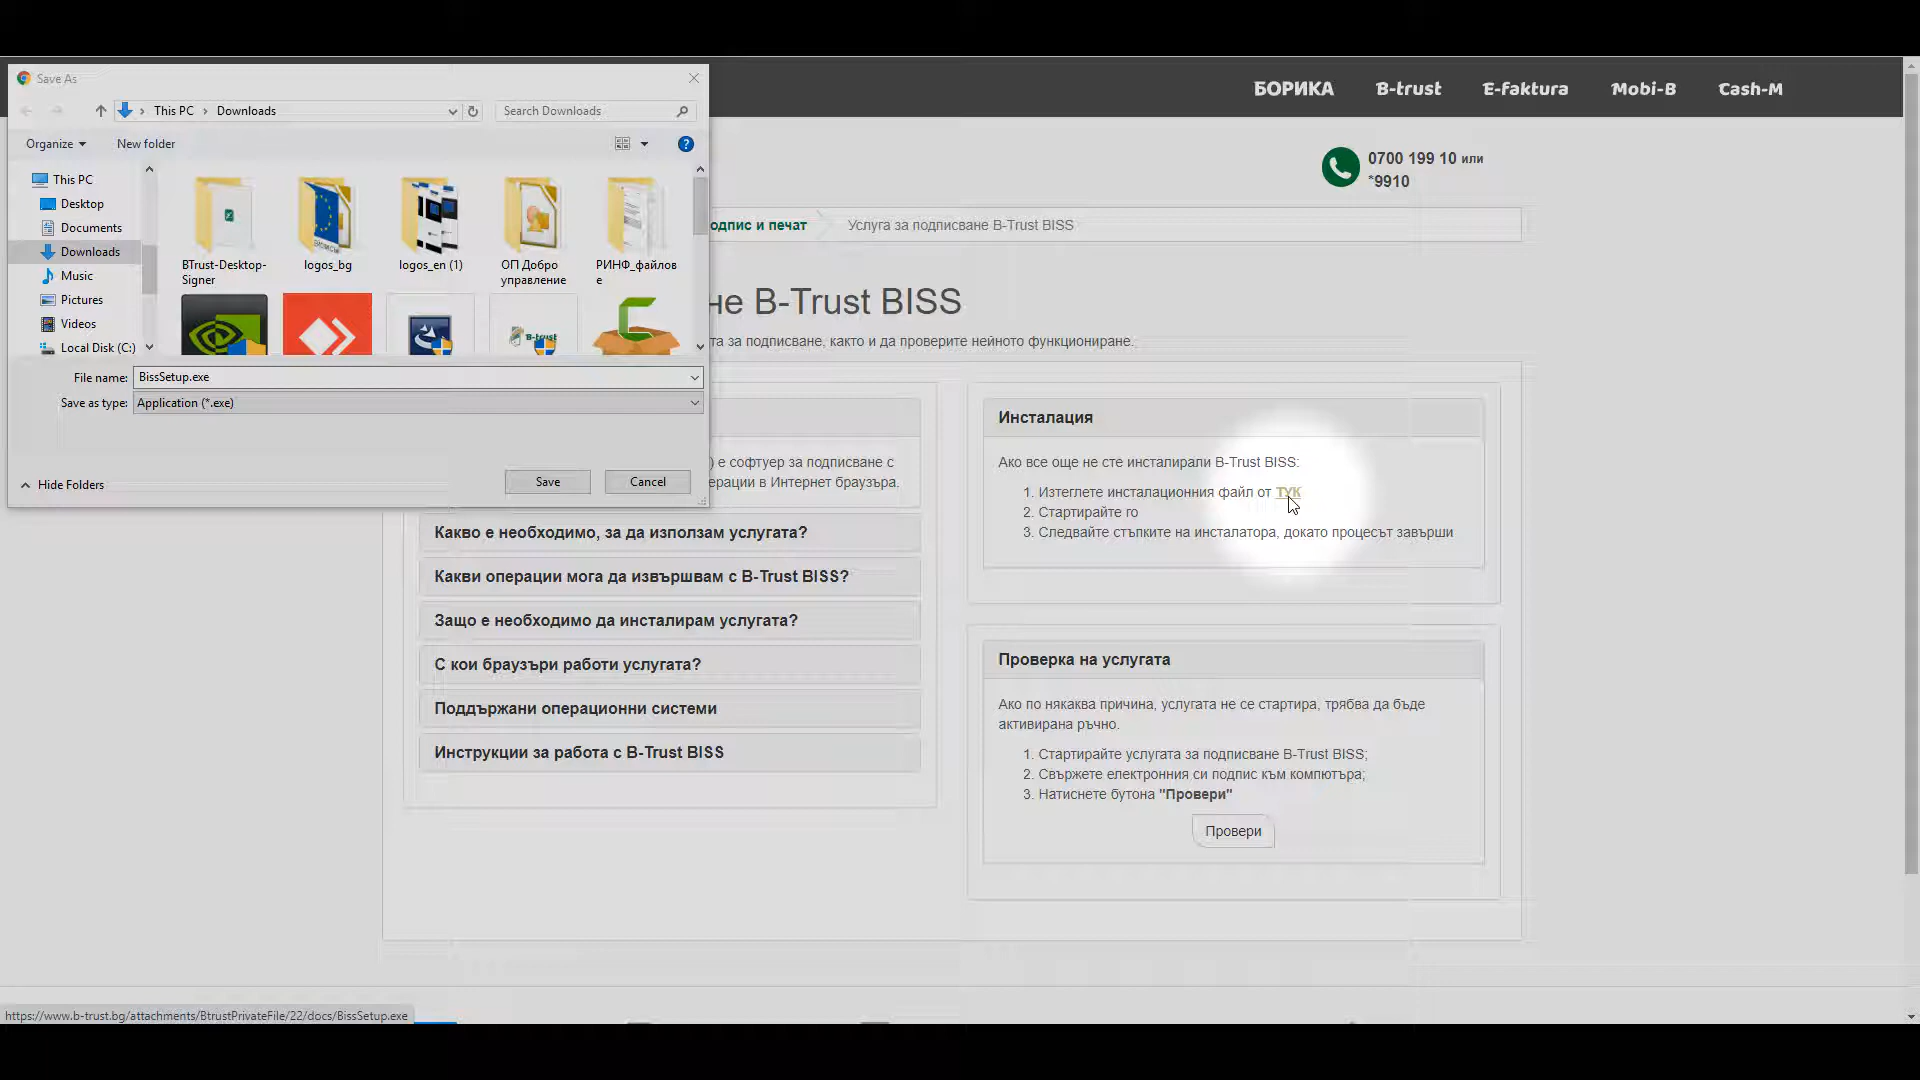 Save As
This PC
Downloads
Search Downloads
Organize
New folder
This PC
Desktop
Documents
Downloads
Music
Pictures
Videos
Local Disk (C:)
BTrust-Desktop-
Signer
logos_bg
logos_en (1)
ОП Добро
управление
РИНФ_файлов
е
B-trust
File name:
BissSetup.exe
Save as type:
Application (*.exe)
Hide Folders
Save
Cancel
БОРИКА
B-trust
E-faktura
Mobi-B
Cash-M
0700 199 10 или
*9910
одпис и печат
Услуга за подписване B-Trust BISS
не B-Trust BISS
та за подписване, както и да проверите нейното функциониране.
) е софтуер за подписване с
ерации в Интернет браузъра.
Какво е необходимо, за да използам услугата?
Какви операции мога да извършвам с B-Trust BISS?
Защо е необходимо да инсталирам услугата?
С кои браузъри работи услугата?
Поддържани операционни системи
Инструкции за работа с B-Trust BISS
Инсталация
Ако все още не сте инсталирали B-Trust BISS:
1. Изтеглете инсталационния файл от ТУК
2. Стартирайте го
3. Следвайте стъпките на инсталатора, докато процесът завърши
Проверка на услугата
Ако по някаква причина, услугата не се стартира, трябва да бъде
активирана ръчно.
1. Стартирайте услугата за подписване B-Trust BISS;
2. Свържете електронния си подпис към компютъра;
3. Натиснете бутона "Провери"
Провери
https://www.b-trust.bg/attachments/BtrustPrivateFile/22/docs/BissSetup.exe